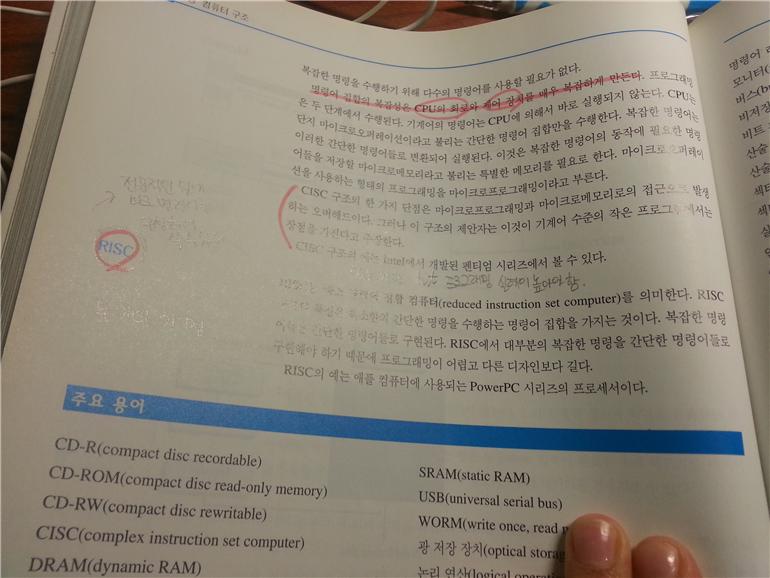 컴퓨터 구조
복잡한 명령을 수행하기 위해 다수의 명령어를 사용할 필요가 없다.
명령어 집합의 복잡성은 CPU의 회로와 제어 장치를 매우 복잡하게 만든다. 프로그래밍
은 두 단계에서 수행된다. 기계어의 명령어는 CPU에 의해서 바로 실행되지 않는다. CPU는
단지 마이크로오퍼레이션이라고 불리는 간단한 명령어 집합만을 수행한다. 복잡한 명령어는
이러한 간단한 명령어들로 변환되어 실행된다. 이것은 복잡한 명령어의 동작에 필요한 명령
어들을 저장할 마이크로메모리라고 불리는 특별한 메모리를 필요로 한다. 마이크로오퍼레이
션을 사용하는 형태의 프로그래밍을 마이크로프로그래밍이라고 부른다.
CISC 구조의 한 가지 단점은 마이크로프로그래밍과 마이크로메모리로의 접근으로 발생
하는 오버헤드이다. 그러나 이 구조의 제안자는 이것이 기계어 수준의 작은 프로그램에서는
장점을 가진다고 주장한다.
CISC 구조의 예는 Intel에서 개발된 펜티엄 시리즈에서 볼 수 있다.
프로그래밍 실력이 높아야 함.
RISC
명령어 집합 컴퓨터(reduced instruction set computer)를 의미한다. RISC
최소한의 간단한 명령을 수행하는 명령어 집합을 가지는 것이다. 복잡한 명령
간단한 명령어들로 구현된다. RISC에서 대부분의 복잡한 명령을 간단한 명령어들로
구현해야 하기 때문에 프로그래밍이 어렵고 다른 디자인보다 길다.
RISC의 예는 애플 컴퓨터에 사용되는 PowerPC 시리즈의 프로세서이다.
주요 용어
CD-R(compact disc recordable)
CD-ROM(compact disc read-only memory)
CD-RW(compact disc rewritable)
CISC(complex instruction set computer)
DRAM(dynamic RAM)
SRAM(static RAM)
USB(universal serial bus)
WORM(write once, read
광 저장 장치(optical storag
논리 연산(logical operati
명령어
모니터(
버스(bu
비저장
비트
산술
산술
섹터